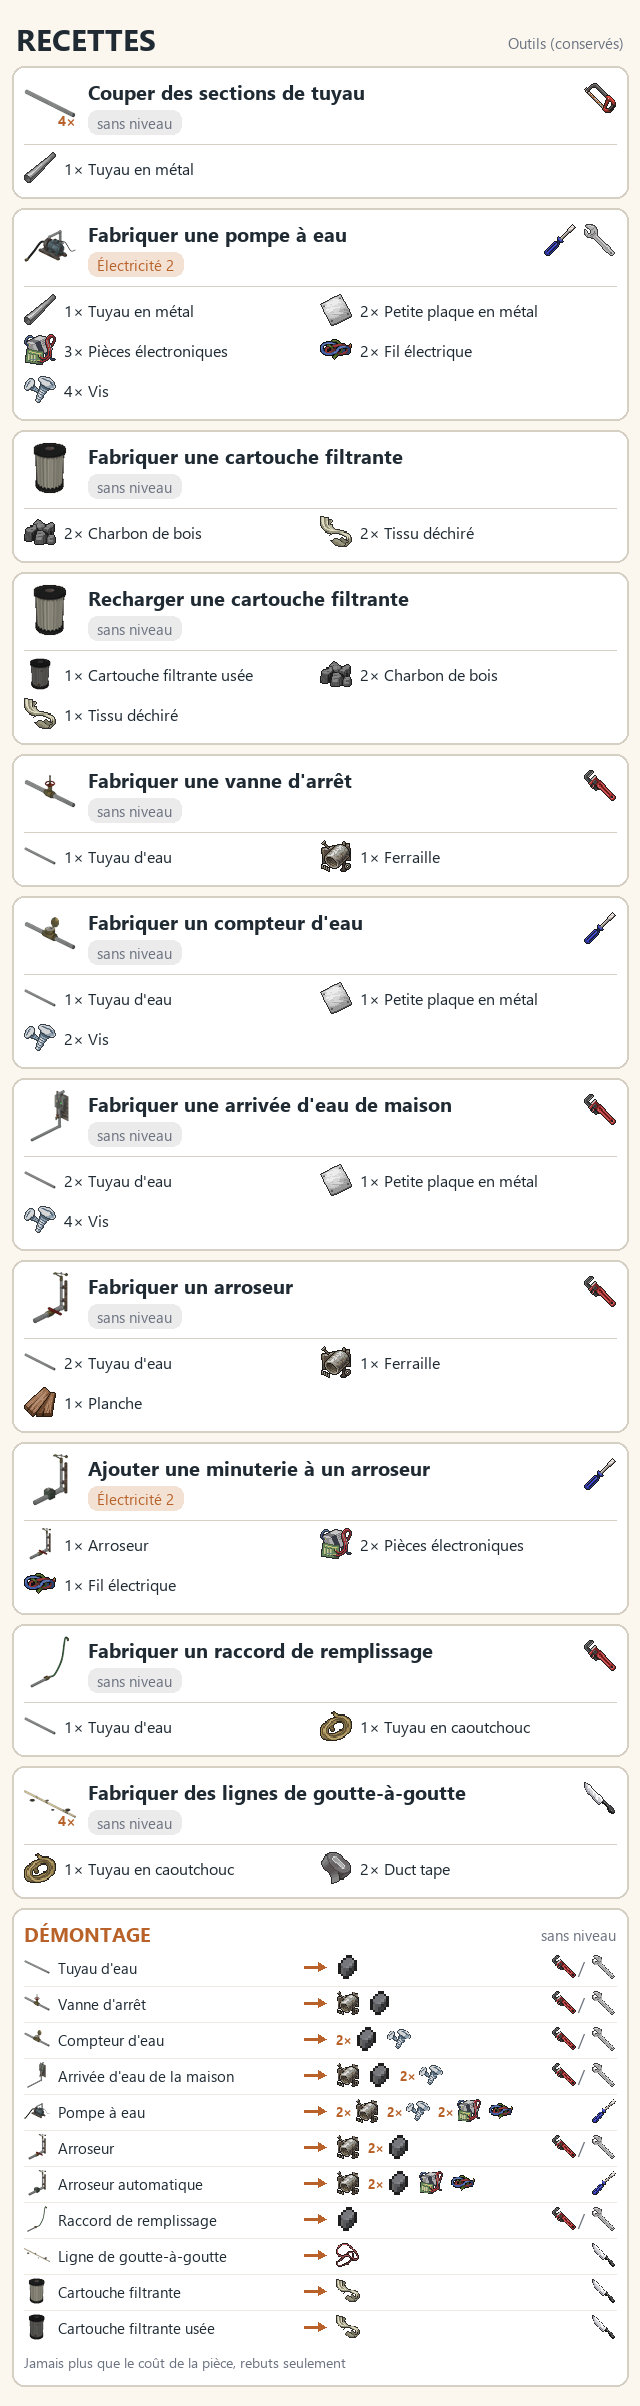 RECETTES
Outils (conservés)
Couper des sections de tuyau
4×
sans niveau
1× Tuyau en métal
Fabriquer une pompe à eau
Électricité 2
1× Tuyau en métal
2× Petite plaque en métal
3× Pièces électroniques
2× Fil électrique
4× Vis
Fabriquer une cartouche filtrante
sans niveau
2× Charbon de bois
2× Tissu déchiré
Recharger une cartouche filtrante
sans niveau
1× Cartouche filtrante usée
2× Charbon de bois
1× Tissu déchiré
Fabriquer une vanne d'arrêt
sans niveau
1× Tuyau d'eau
1× Ferraille
Fabriquer un compteur d'eau
sans niveau
1× Tuyau d'eau
1× Petite plaque en métal
2× Vis
Fabriquer une arrivée d'eau de maison
sans niveau
2× Tuyau d'eau
1× Petite plaque en métal
4× Vis
Fabriquer un arroseur
sans niveau
2× Tuyau d'eau
1× Ferraille
1× Planche
Ajouter une minuterie à un arroseur
Électricité 2
1× Arroseur
2× Pièces électroniques
1× Fil électrique
Fabriquer un raccord de remplissage
sans niveau
1× Tuyau d'eau
1× Tuyau en caoutchouc
Fabriquer des lignes de goutte-à-goutte
4×
sans niveau
1× Tuyau en caoutchouc
2× Duct tape
DÉMONTAGE
sans niveau
Tuyau d'eau /
Vanne d'arrêt /
Compteur d'eau 2× /
Arrivée d'eau de la maison 2× /
Pompe à eau 2× 2× 2×
Arroseur 2× /
Arroseur automatique 2×
Raccord de remplissage /
Ligne de goutte-à-goutte
Cartouche filtrante
Cartouche filtrante usée
Jamais plus que le coût de la pièce, rebuts seulement